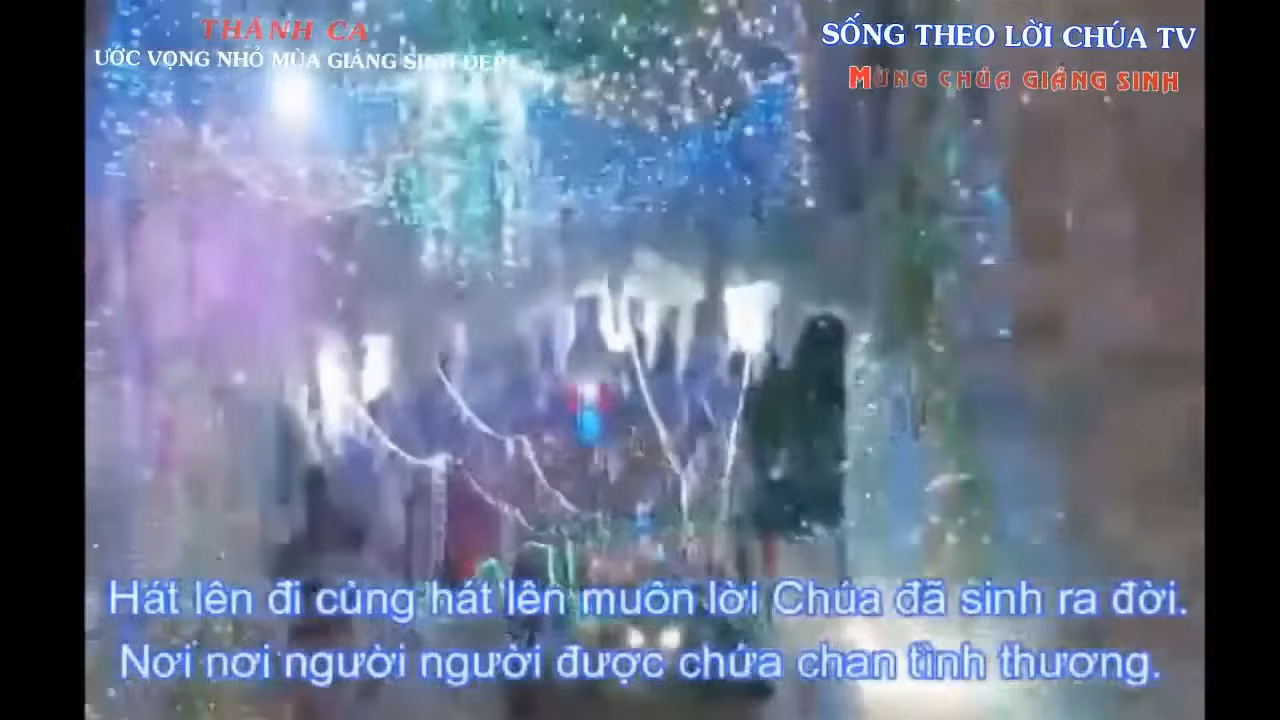 THÁNH CA
ƯỚC VỌNG NHỎ MÙA GIÁNG SINH ĐẸP
SỐNG THEO LỜI CHÚA TV
MỪNG CHÚA GIÁNG SINH
Hát lên đi cùng hát lên muôn lời Chúa đã sinh ra đời.
Nơi nơi người người được chứa chan tình thương.